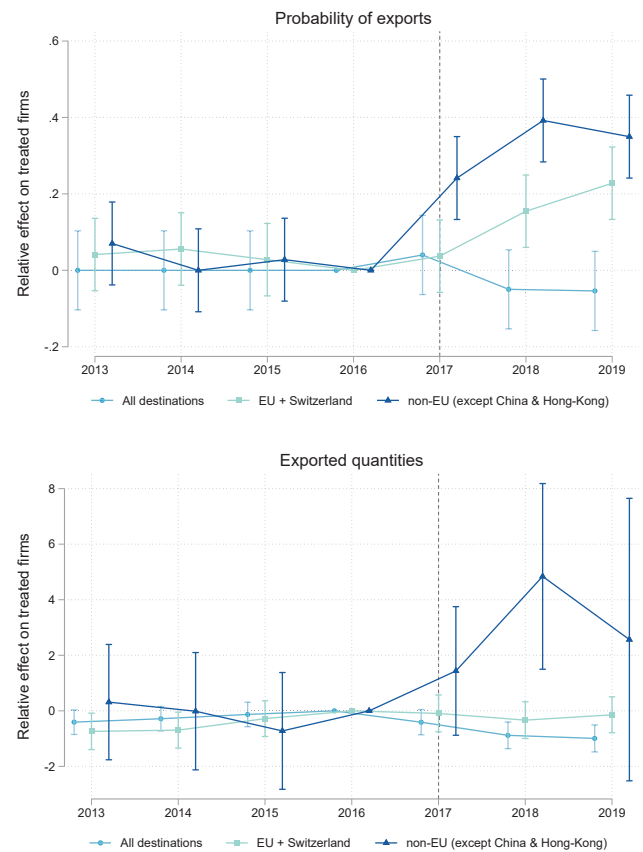 Probability of exports
Relative effect on treated firms
.6
.4
.2
0
-.2
2013 2014 2015 2016 2017 2018 2019
All destinations EU + Switzerland non-EU (except China & Hong-Kong)
Exported quantities
Relative effect on treated firms
8
6
4
2
0
-2
2013 2014 2015 2016 2017 2018 2019
All destinations EU + Switzerland non-EU (except China & Hong-Kong)